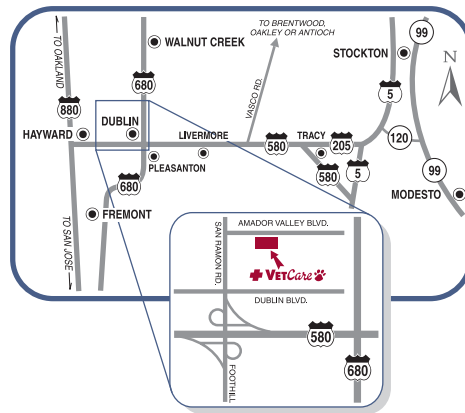 TO BRENTWOOD,
OAKLEY OR ANTIOCH
WALNUT CREEK
STOCKTON
99
N
TO OAKLAND
680
VASCO RD.
5
880
DUBLIN
HAYWARD
LIVERMORE
580
TRACY
205
120
PLEASANTON
680
580
5
99
MODESTO
FREMONT
TO SAN JOSE
SAN RAMON RD.
AMADOR VALLEY BLVD.
VETCare
DUBLIN BLVD.
580
680
FOOTHILL